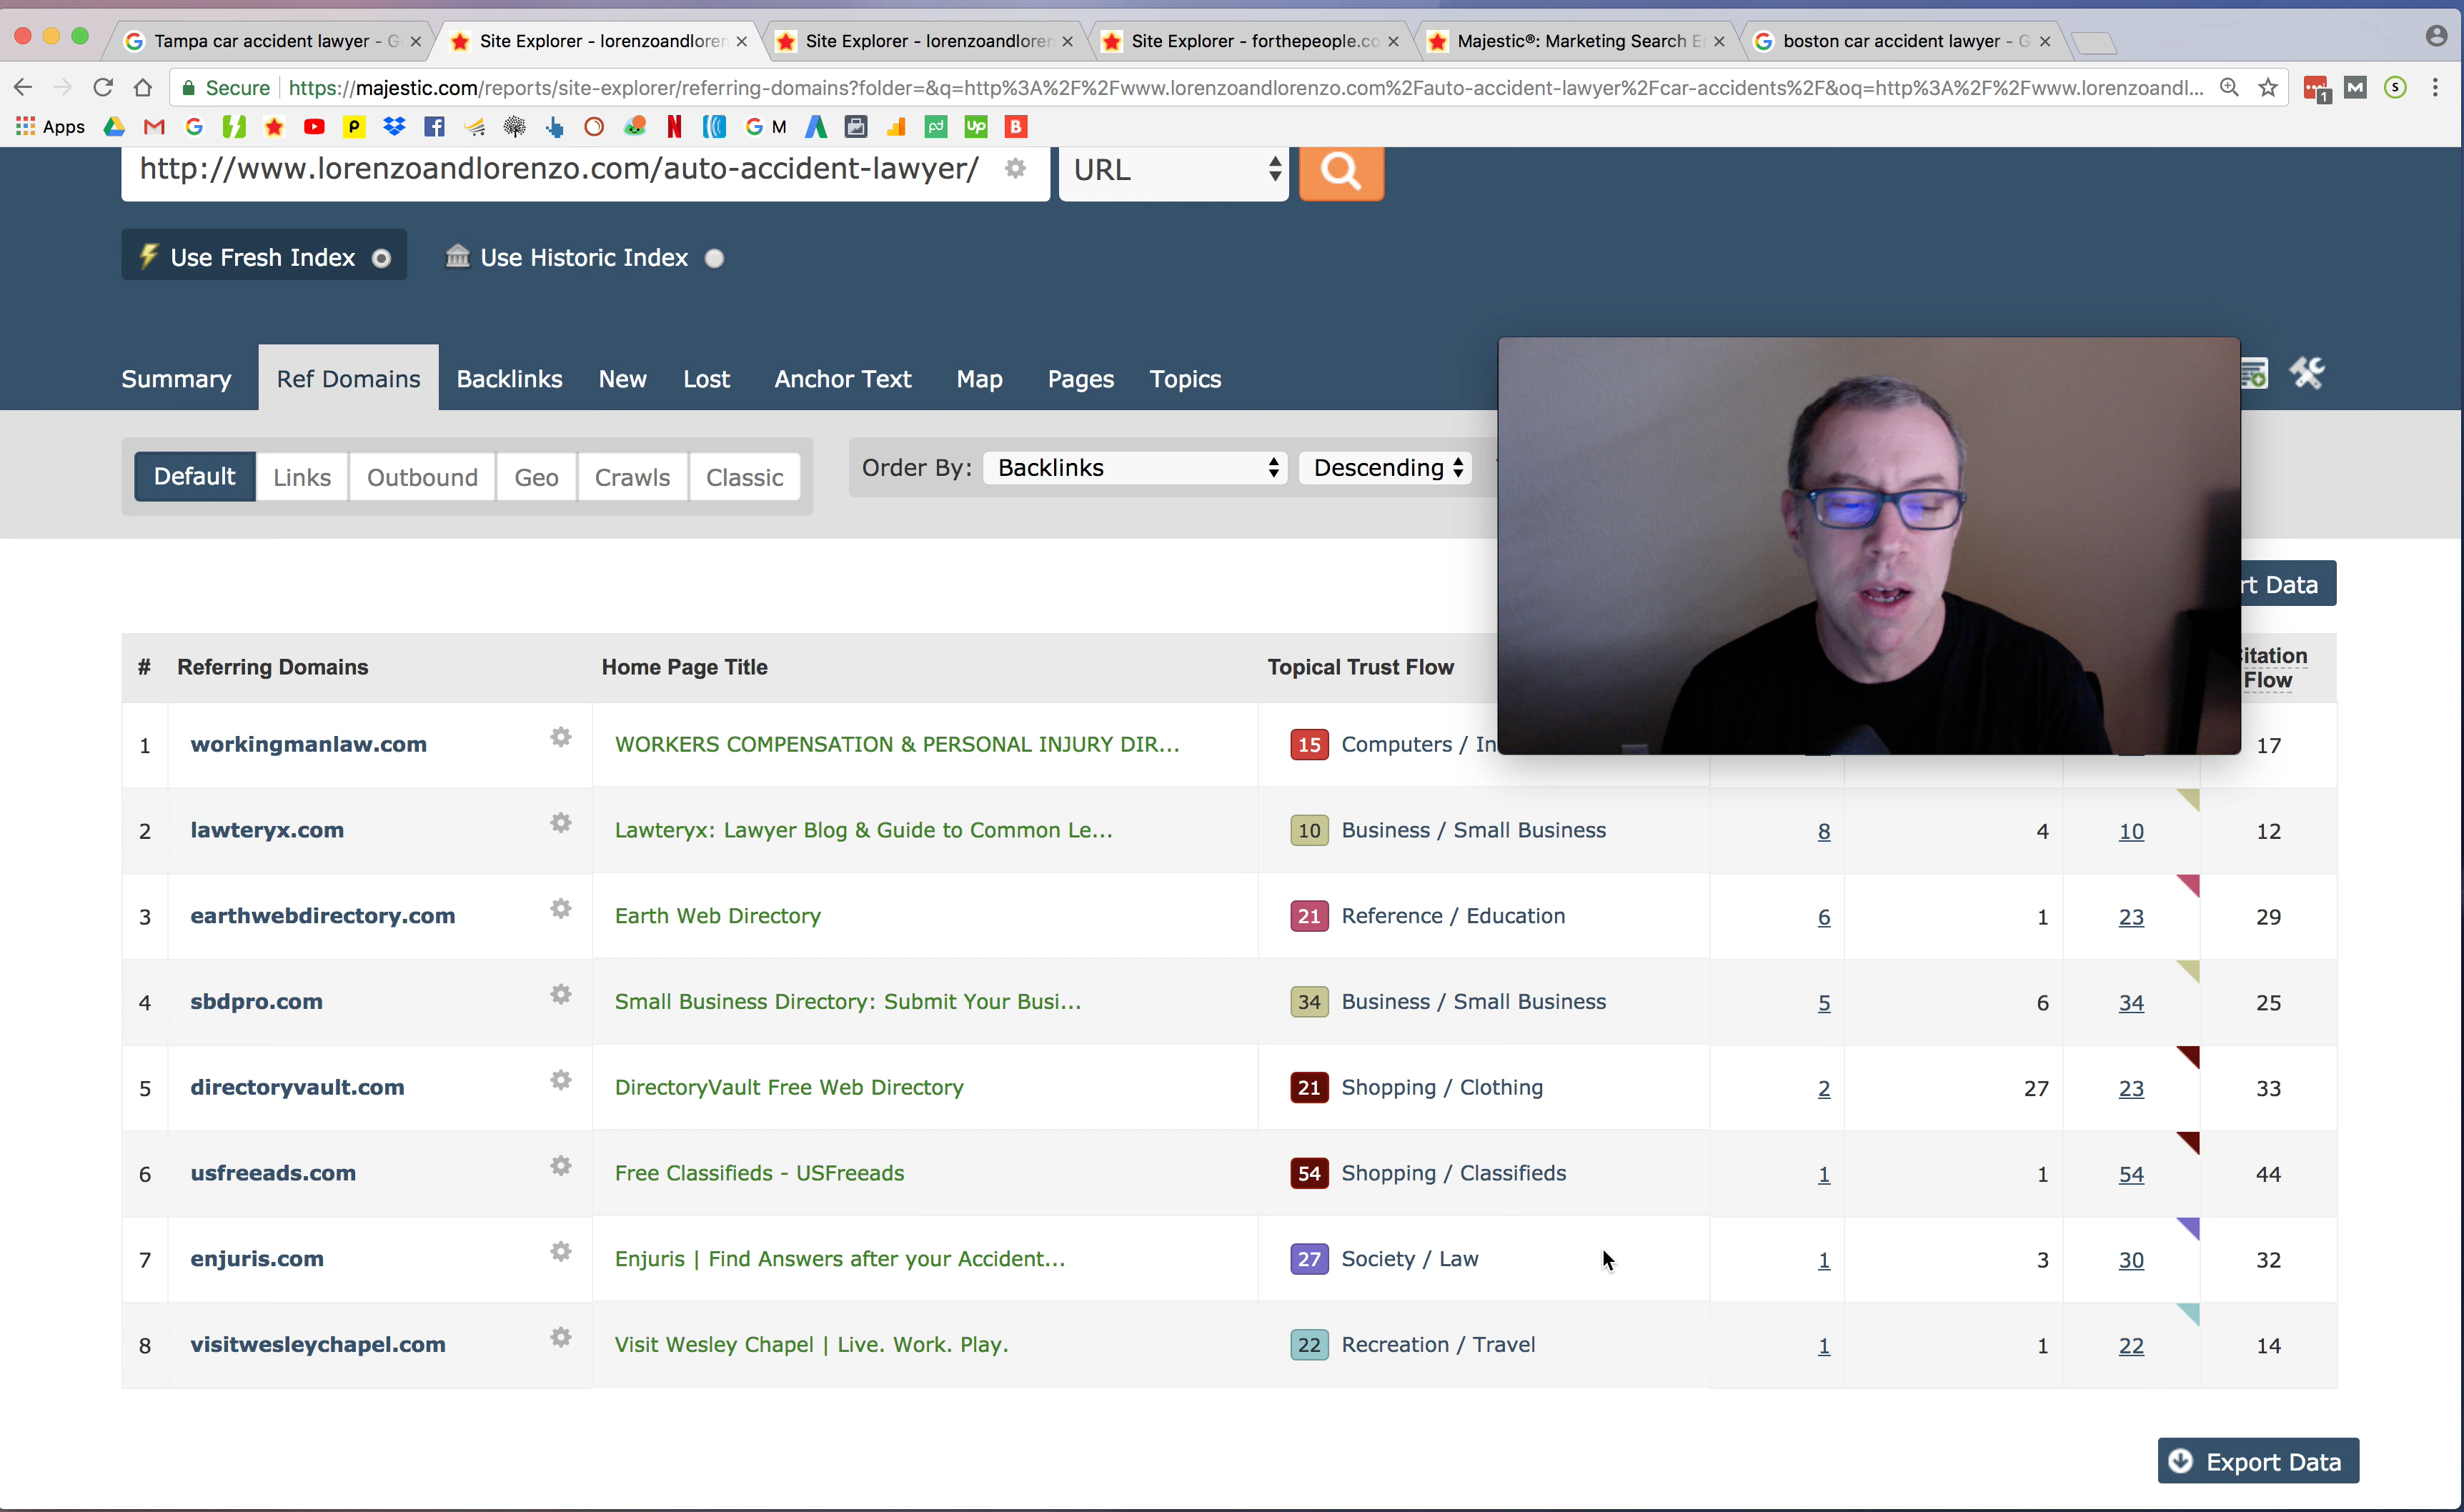 Tampa car accident lawyer - G
Site Explorer - lorenzoandloren
Site Explorer - lorenzoandloren
Site Explorer - forthepeople.co
Majestic®: Marketing Search E
boston car accident lawyer - G
Secure https://majestic.com/reports/site-explorer/referring-domains?folder=&q=http%3A%2F%2Fwww.lorenzoandlorenzo.com%2Fauto-accident-lawyer%2Fcar-accidents%2F&oq=http%3A%2F%2Fwww.lorenzoandl...
Apps M
http://www.lorenzoandlorenzo.com/auto-accident-lawyer/ URL
Use Fresh Index Use Historic Index
Summary Ref Domains Backlinks New Lost Anchor Text Map Pages Topics
Default Links Outbound Geo Crawls Classic Order By: Backlinks Descending
rt Data
# Referring Domains Home Page Title Topical Trust Flow itation
Flow
1 workingmanlaw.com WORKERS COMPENSATION & PERSONAL INJURY DIR... 15 Computers / In 17
2 lawteryx.com Lawteryx: Lawyer Blog & Guide to Common Le... 10 Business / Small Business 8 4 10 12
3 earthwebdirectory.com Earth Web Directory 21 Reference / Education 6 1 23 29
4 sbdpro.com Small Business Directory: Submit Your Busi... 34 Business / Small Business 5 6 34 25
5 directoryvault.com DirectoryVault Free Web Directory 21 Shopping / Clothing 2 27 23 33
6 usfreeads.com Free Classifieds - USFreeads 54 Shopping / Classifieds 1 1 54 44
7 enjuris.com Enjuris | Find Answers after your Accident... 27 Society / Law 1 3 30 32
8 visitwesleychapel.com Visit Wesley Chapel | Live. Work. Play. 22 Recreation / Travel 1 1 22 14
Export Data